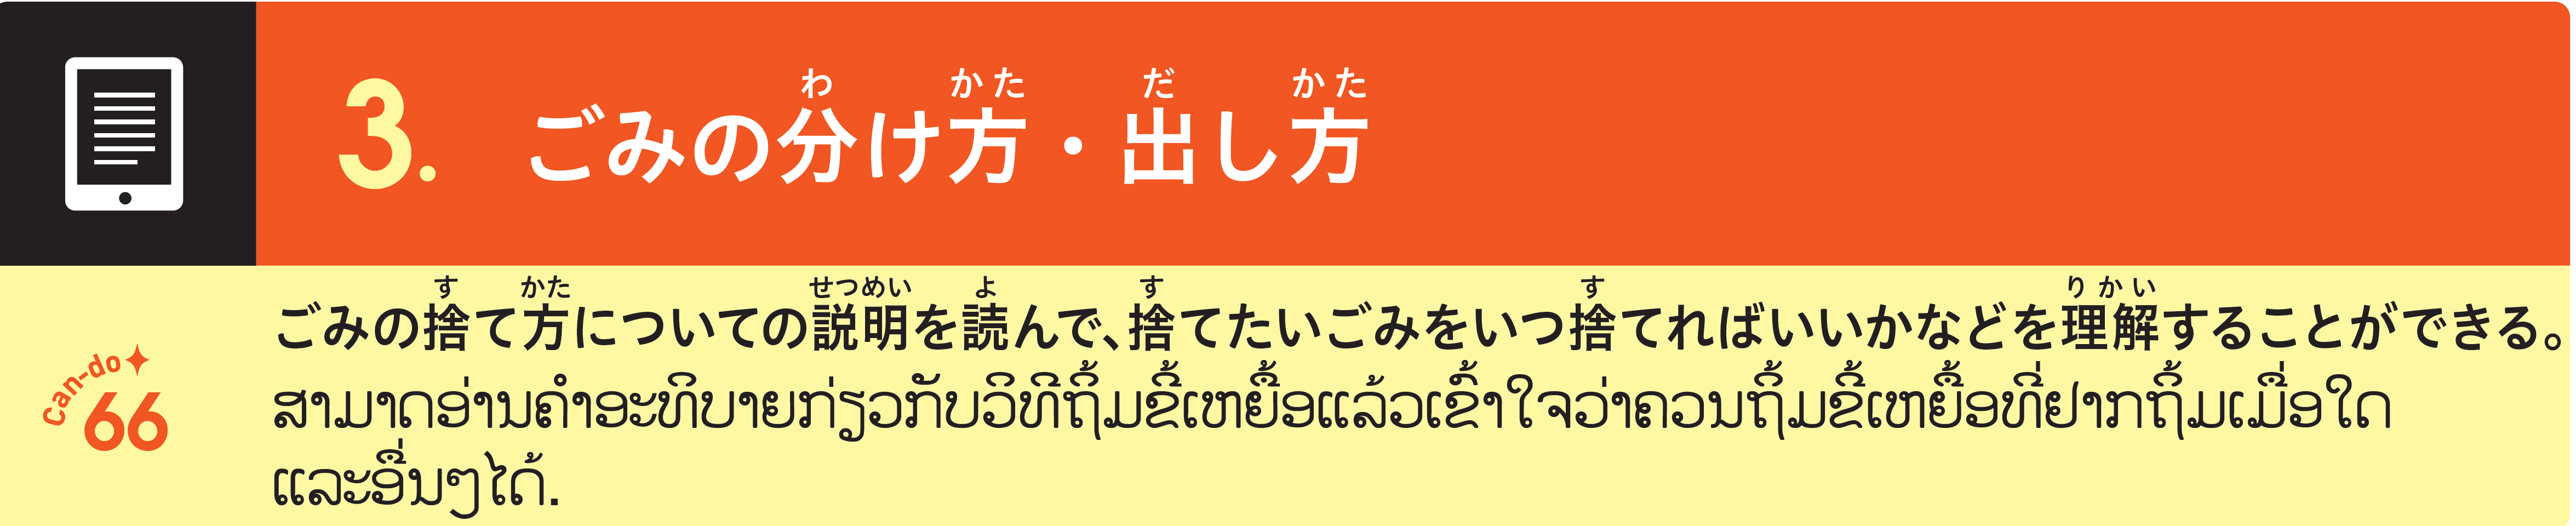 わ かた だ かた
3. ごみの分け方・出し方
す かた せつめい よ す す りかい
ごみの捨て方についての説明を読んで、捨てたいごみをいつ捨てればいいかなどを理解することができる。
Can-do
66
ສາມາດອ່ານຄຳອະທິບາຍກ່ຽວກັບວິທີຖິ້ມຂີ້ເຫຍື້ອແລ້ວເຂົ້າໃຈວ່າຄວນຖິ້ມຂີ້ເຫຍື້ອທີ່ຢາກຖິ້ມເມື່ອໃດ
ແລະອື່ນໆໄດ້.